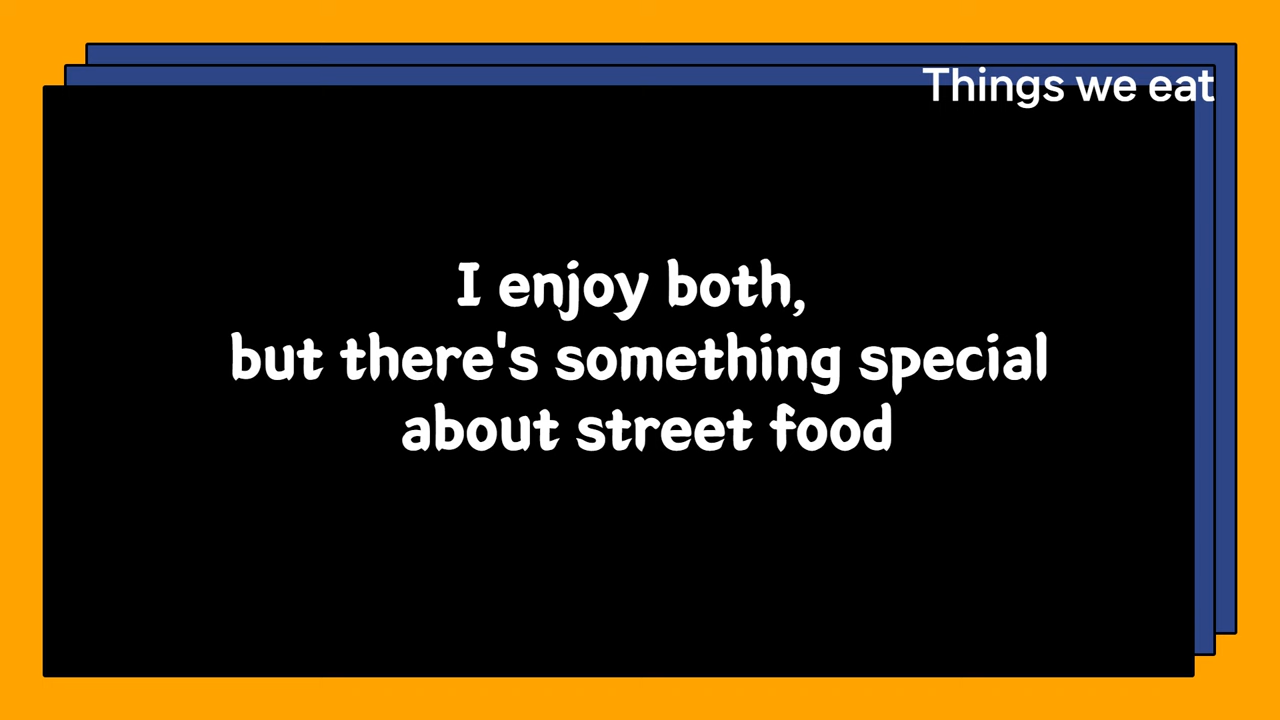 Things we eat
I enjoy both,
but there's something special
about street food